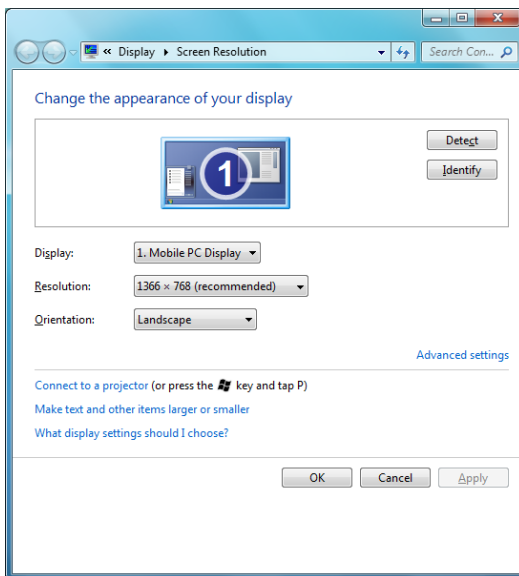 « Display ▸ Screen Resolution
Search Con...
Change the appearance of your display
1
Detect
Identify
Display: 1. Mobile PC Display
Resolution: 1366 × 768 (recommended)
Orientation: Landscape
Advanced settings
Connect to a projector (or press the key and tap P)
Make text and other items larger or smaller
What display settings should I choose?
OK Cancel Apply